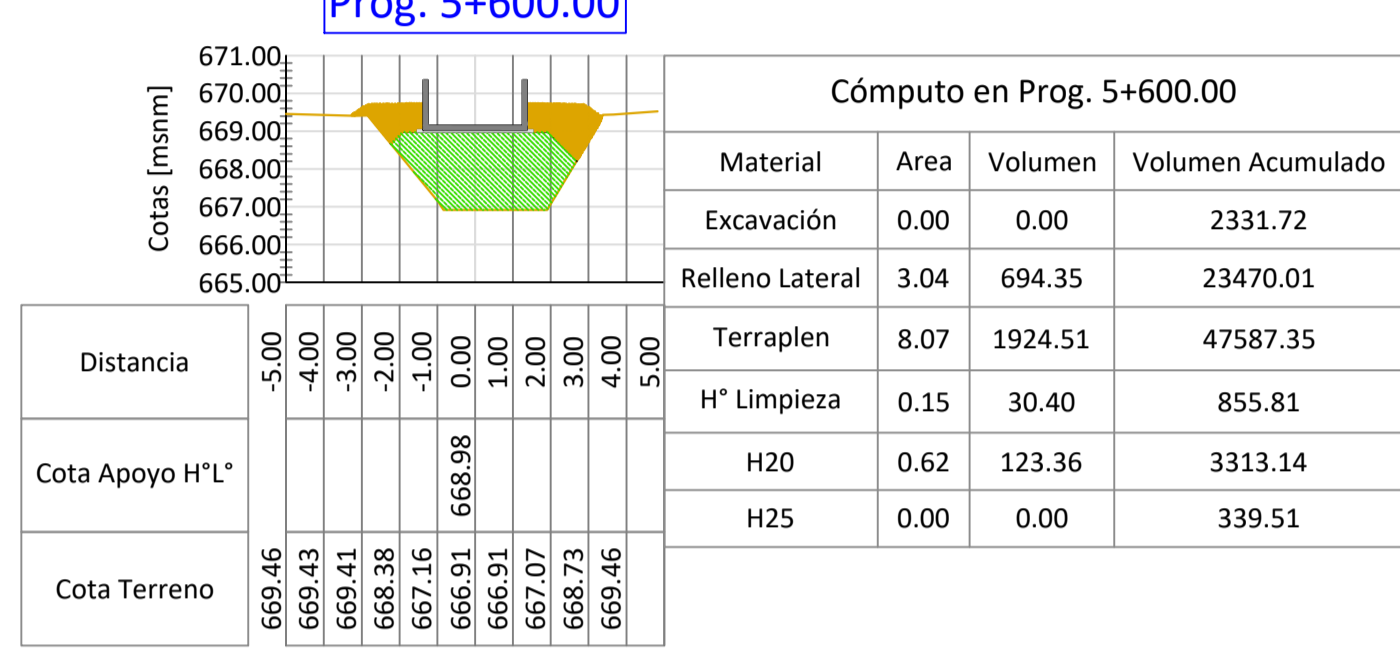 Prog. 5+600.00
671.00
670.00
669.00
668.00
667.00
666.00
665.00
Cotas [msnm]
Distancia
-5.00
-4.00
-3.00
-2.00
-1.00
0.00
1.00
2.00
3.00
4.00
5.00
Cota Apoyo H°L°
668.98
Cota Terreno
669.46
669.43
669.41
668.38
667.16
666.91
666.91
667.07
668.73
669.46
Cómputo en Prog. 5+600.00
Material Area Volumen Volumen Acumulado
Excavación 0.00 0.00 2331.72
Relleno Lateral 3.04 694.35 23470.01
Terraplen 8.07 1924.51 47587.35
H° Limpieza 0.15 30.40 855.81
H20 0.62 123.36 3313.14
H25 0.00 0.00 339.51